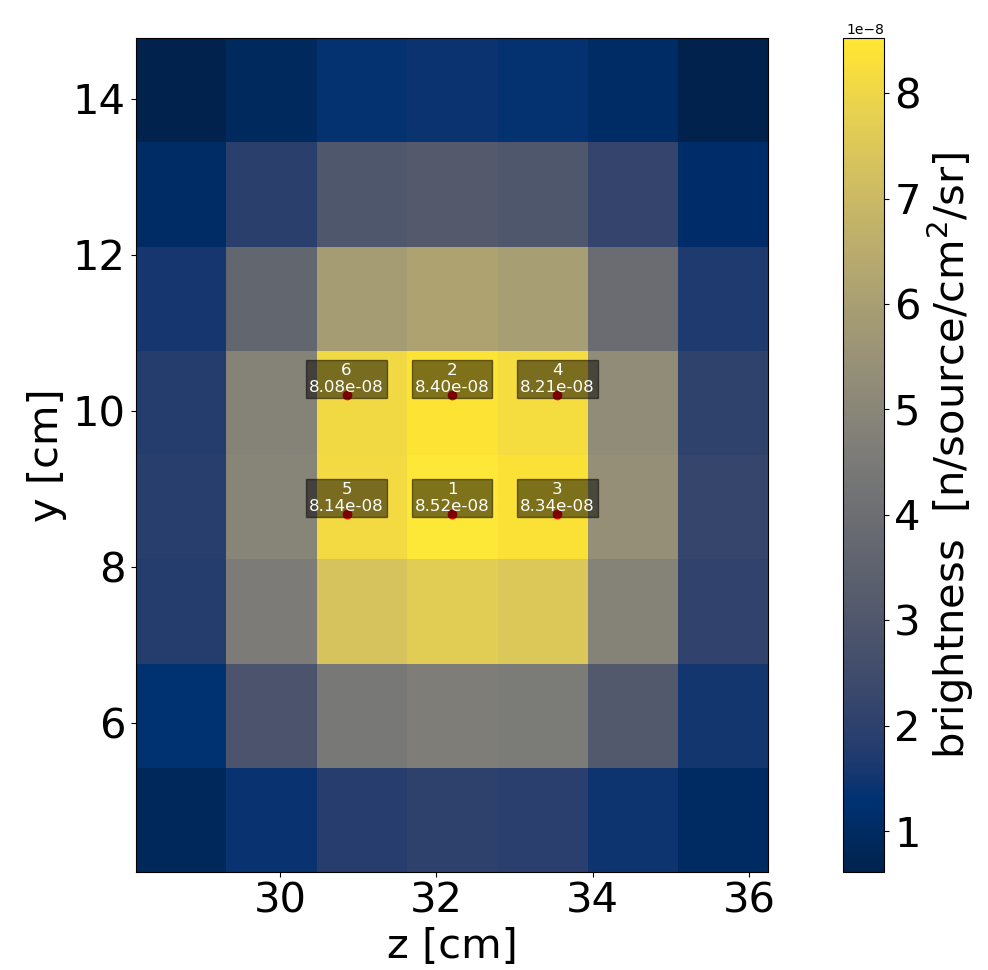 1e−8
14
12
10
8
6
y [cm]
6
8.08e-08
2
8.40e-08
4
8.21e-08
5
8.14e-08
1
8.52e-08
3
8.34e-08
30
32
34
36
z [cm]
8
7
6
5
4
3
2
1
brightness [n/source/cm²/sr]